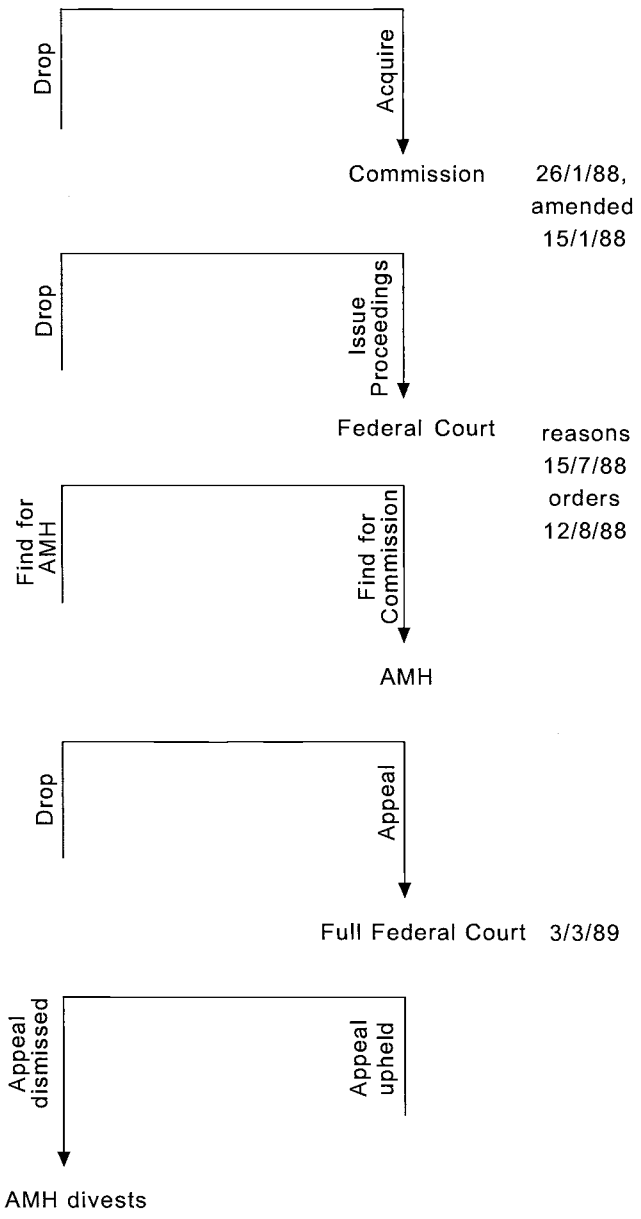 Drop
Acquire
Commission 26/1/88,
amended
15/1/88
Drop
Issue
Proceedings
Federal Court reasons
15/7/88
orders
12/8/88
Find for
AMH
Find for
Commission
AMH
Drop
Appeal
Full Federal Court 3/3/89
Appeal
dismissed
Appeal
upheld
AMH divests